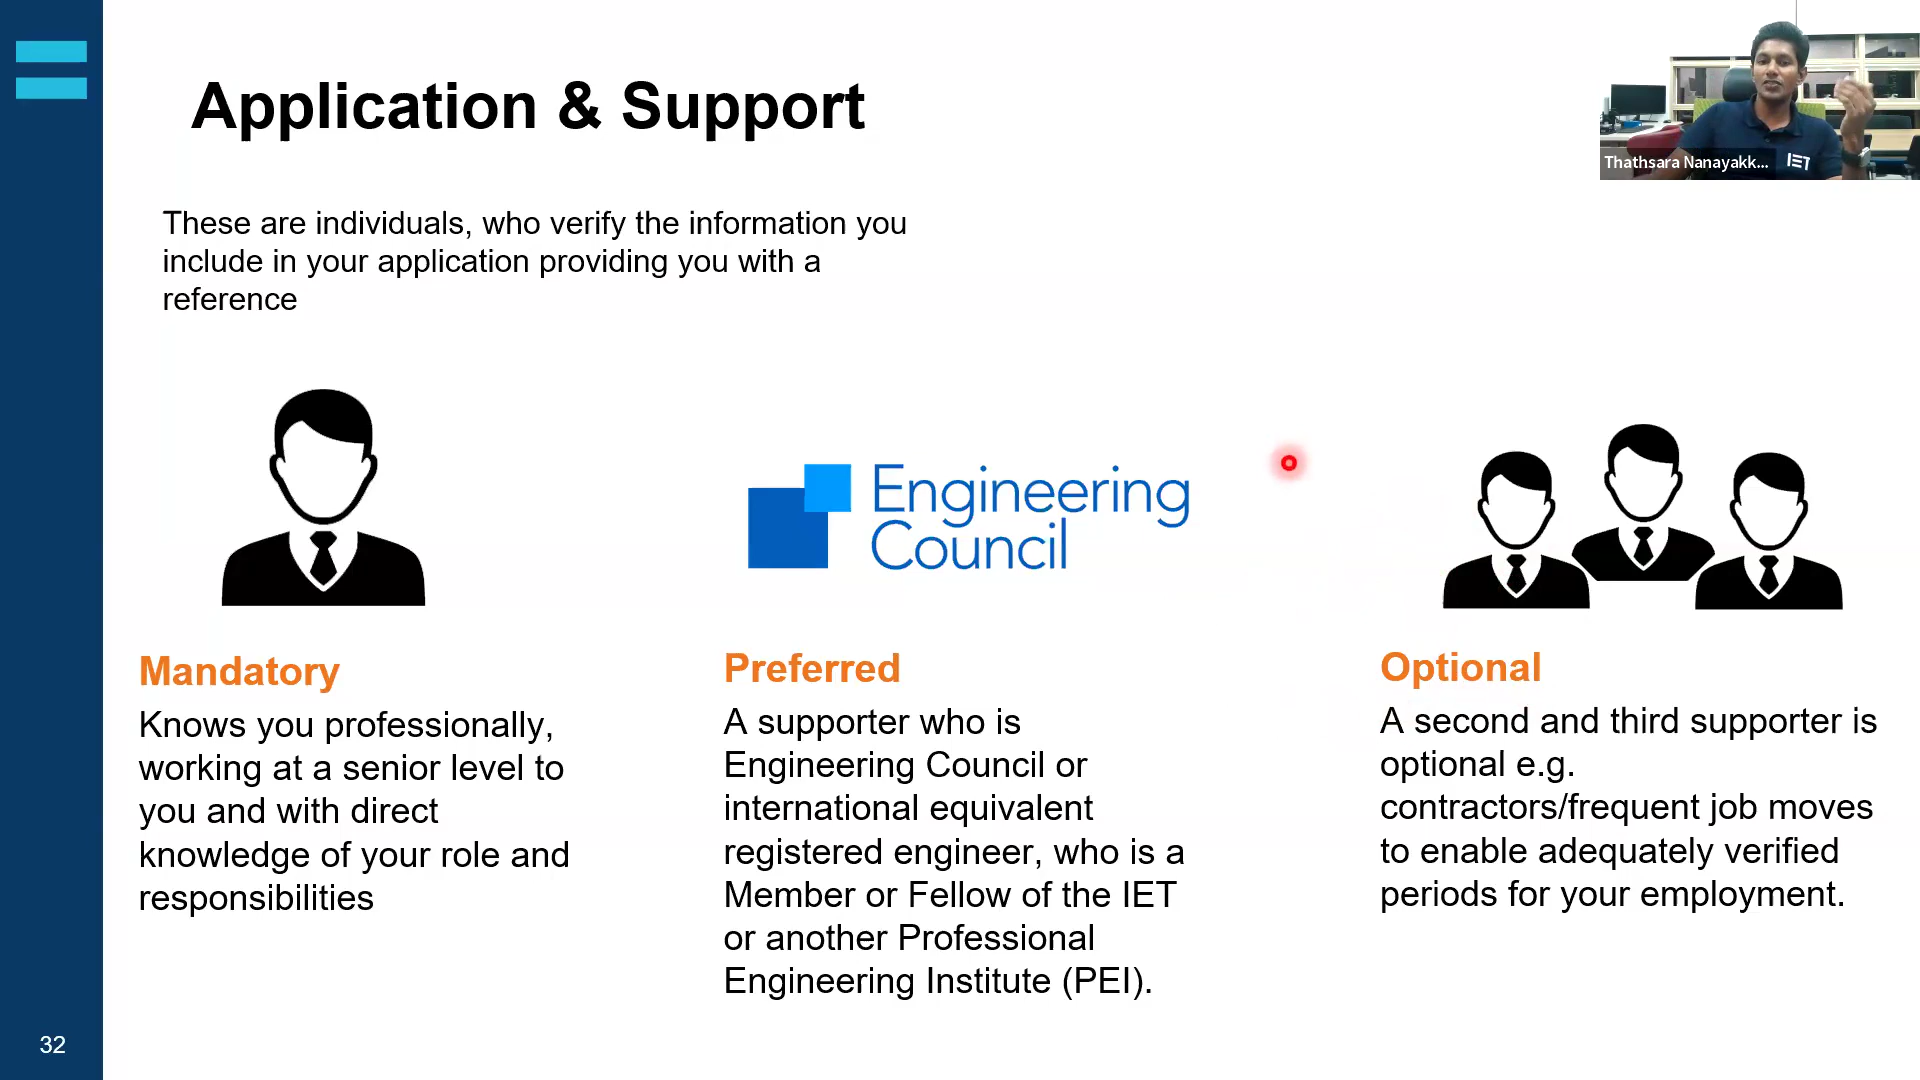 Application & Support
Thathsara Nanayakk...
IET
These are individuals, who verify the information you
include in your application providing you with a
reference
Engineering
Council
Mandatory
Knows you professionally,
working at a senior level to
you and with direct
knowledge of your role and
responsibilities
Preferred
A supporter who is
Engineering Council or
international equivalent
registered engineer, who is a
Member or Fellow of the IET
or another Professional
Engineering Institute (PEI).
Optional
A second and third supporter is
optional e.g.
contractors/frequent job moves
to enable adequately verified
periods for your employment.
32